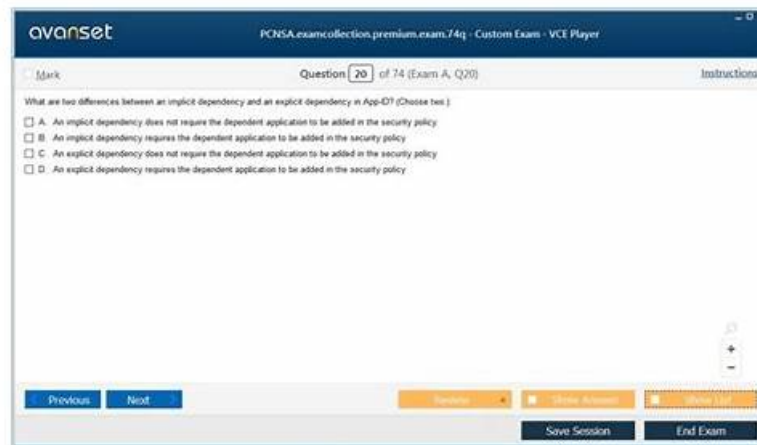 avanset
PCNSA.examcollection.premium.exam.74q - Custom Exam - VCE Player
Mark
Question 20 of 74 (Exam A, Q20)
Instructions
What are two differences between an implicit dependency and an explicit dependency in App-ID? (Choose two.)
A. An implicit dependency does not require the dependent application to be added in the security policy
B. An implicit dependency requires the dependent application to be added in the security policy
C. An explicit dependency does not require the dependent application to be added in the security policy
D. An explicit dependency requires the dependent application to be added in the security policy
Previous
Next
Review
Show Answer
Show List
Save Session
End Exam